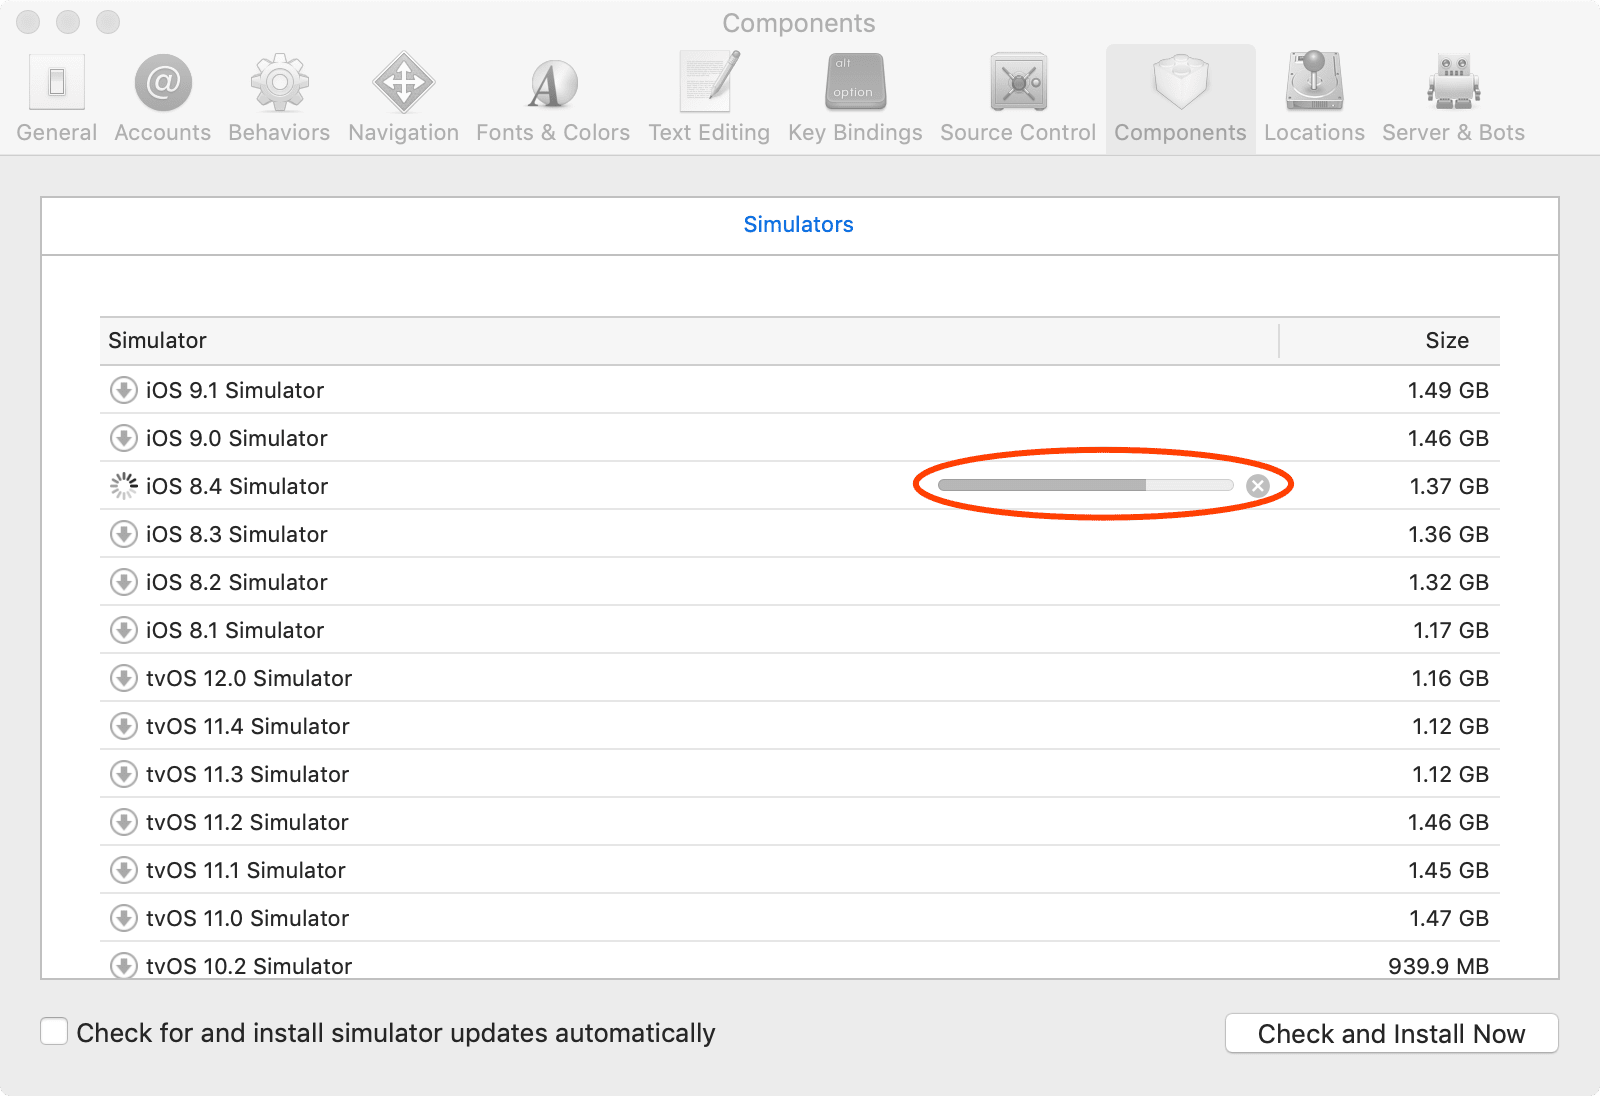 Components
General Accounts Behaviors Navigation Fonts & Colors Text Editing Key Bindings Source Control Components Locations Server & Bots
alt
option
Simulators
Simulator Size
iOS 9.1 Simulator 1.49 GB
iOS 9.0 Simulator 1.46 GB
iOS 8.4 Simulator 1.37 GB
iOS 8.3 Simulator 1.36 GB
iOS 8.2 Simulator 1.32 GB
iOS 8.1 Simulator 1.17 GB
tvOS 12.0 Simulator 1.16 GB
tvOS 11.4 Simulator 1.12 GB
tvOS 11.3 Simulator 1.12 GB
tvOS 11.2 Simulator 1.46 GB
tvOS 11.1 Simulator 1.45 GB
tvOS 11.0 Simulator 1.47 GB
tvOS 10.2 Simulator 939.9 MB
Check for and install simulator updates automatically
Check and Install Now